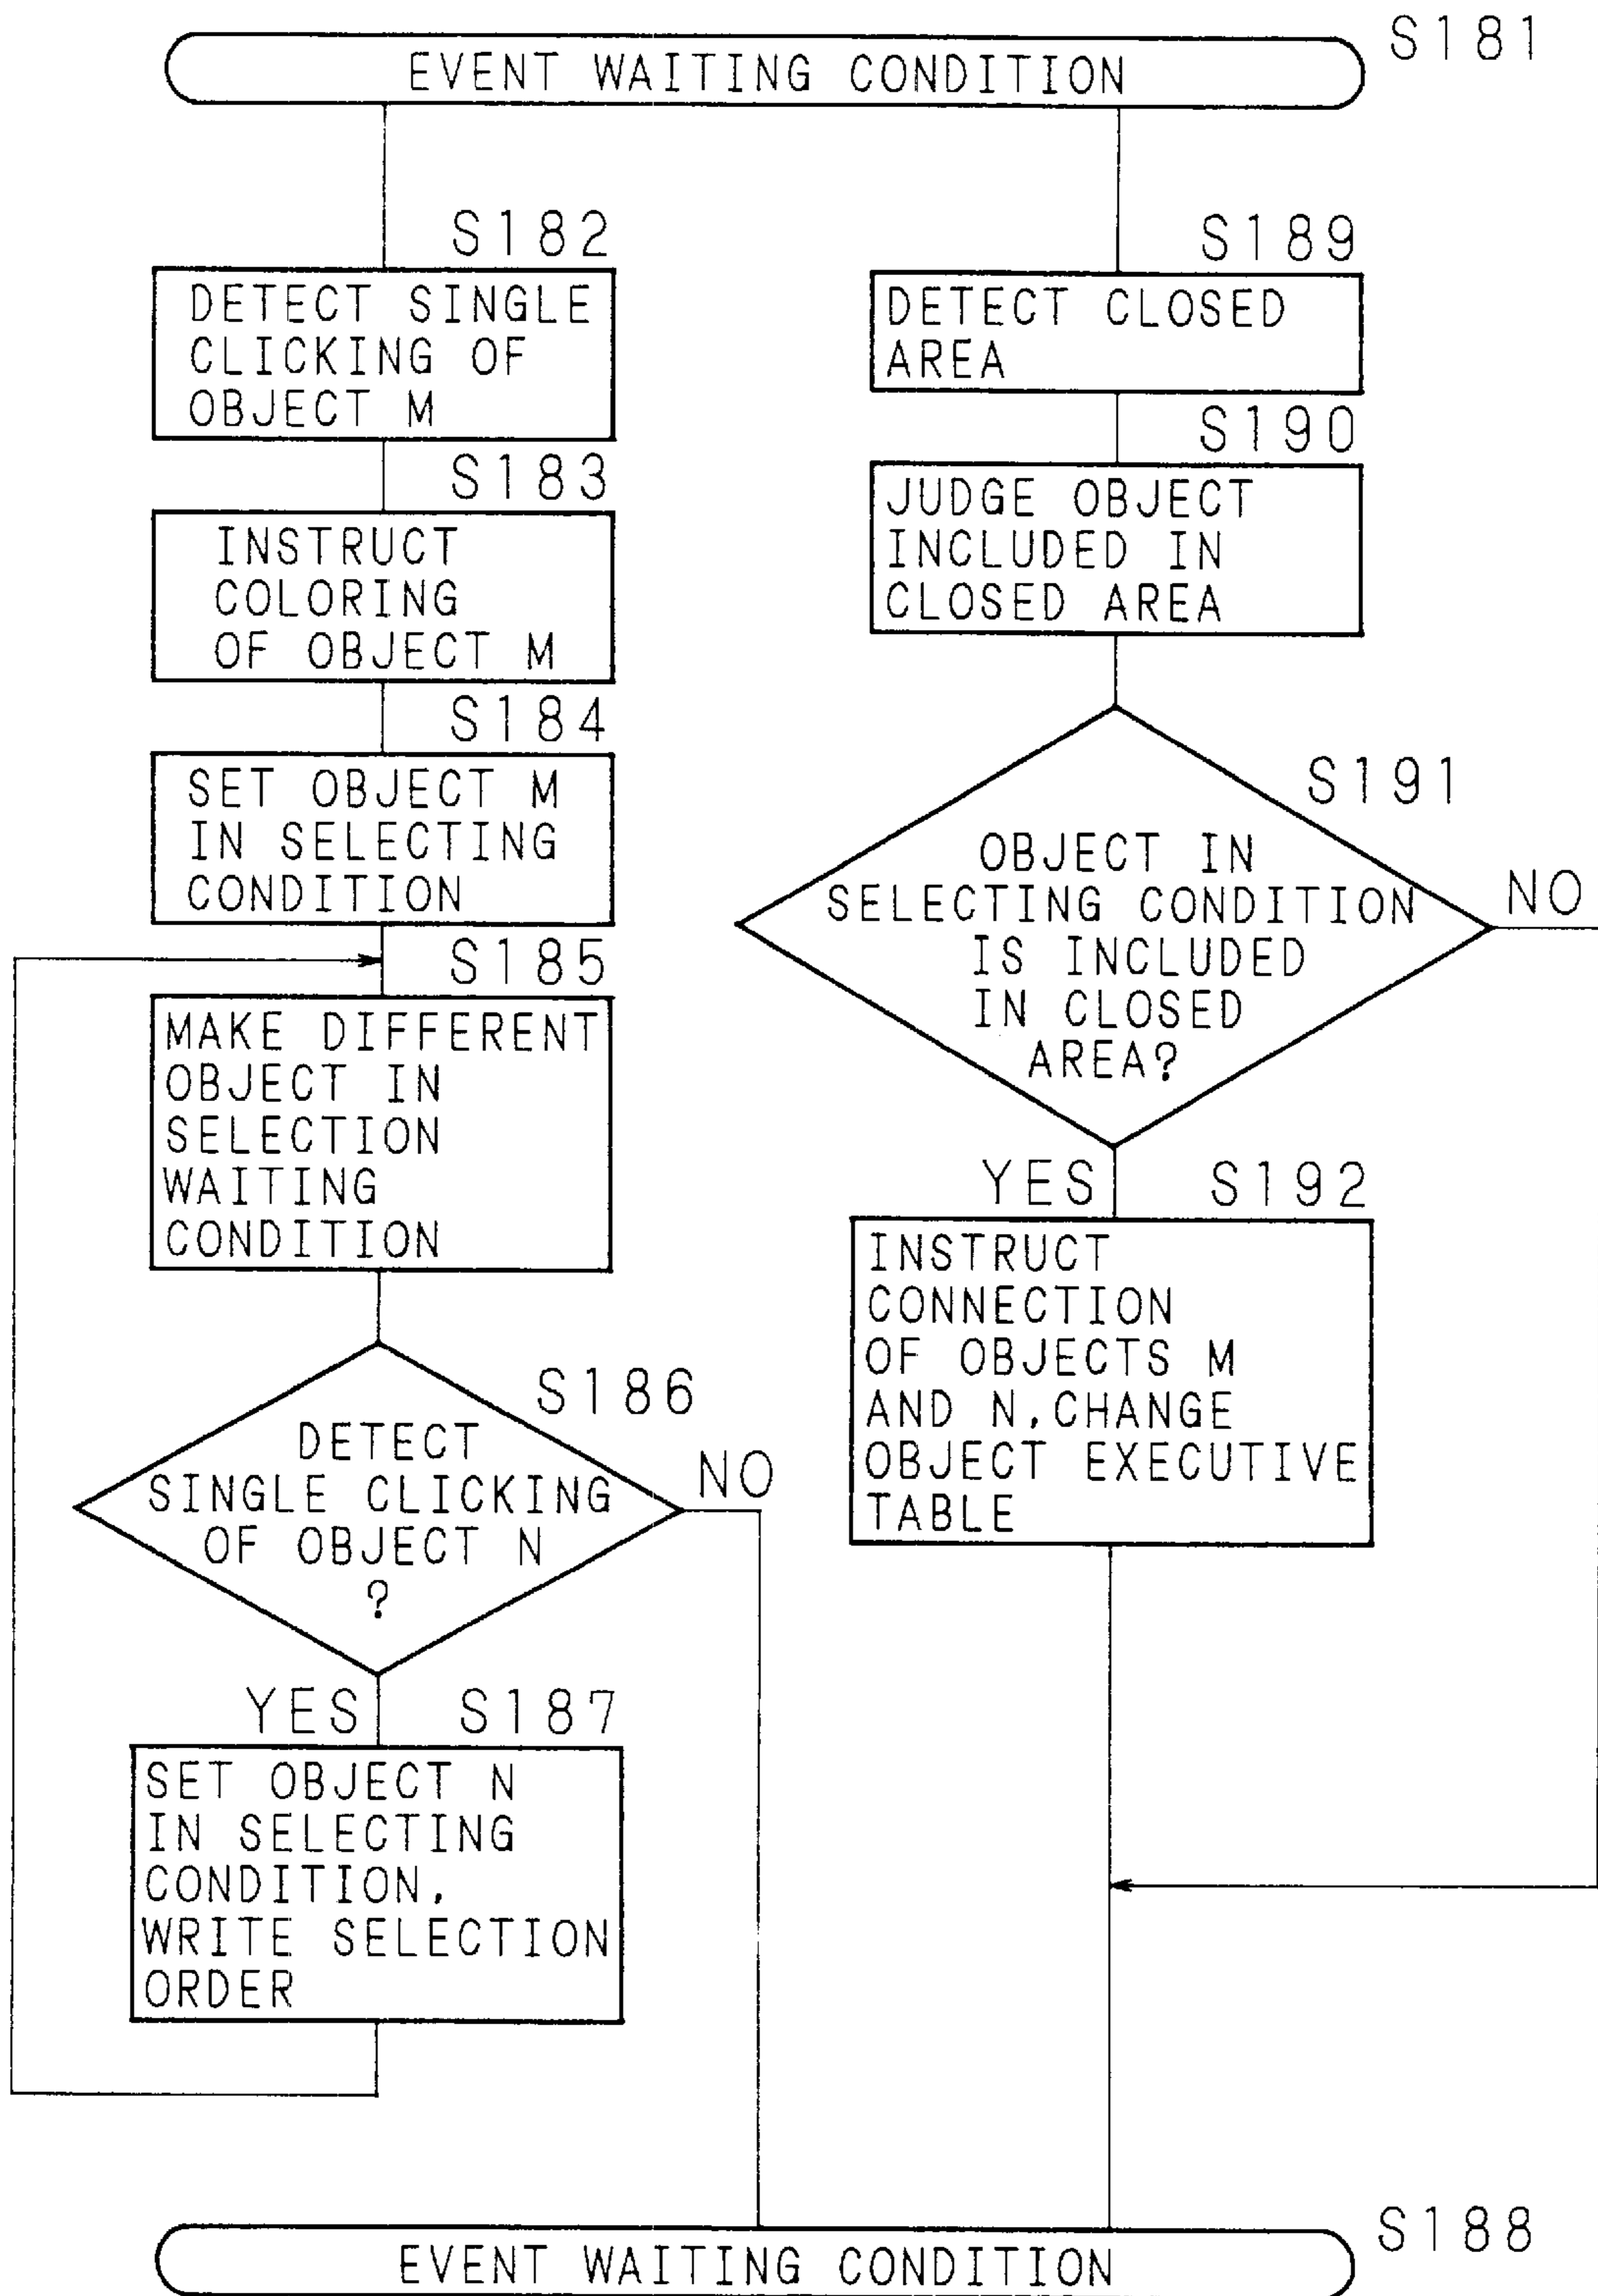 S181
EVENT WAITING CONDITION
S182
DETECT SINGLE
CLICKING OF
OBJECT M
S183
INSTRUCT
COLORING
OF OBJECT M
S184
SET OBJECT M
IN SELECTING
CONDITION
S185
MAKE DIFFERENT
OBJECT IN
SELECTION
WAITING
CONDITION
S186
DETECT
SINGLE CLICKING
OF OBJECT N
?
NO
YES
S187
SET OBJECT N
IN SELECTING
CONDITION,
WRITE SELECTION
ORDER
S189
DETECT CLOSED
AREA
S190
JUDGE OBJECT
INCLUDED IN
CLOSED AREA
S191
OBJECT IN
SELECTING CONDITION
IS INCLUDED
IN CLOSED
AREA?
NO
YES
S192
INSTRUCT
CONNECTION
OF OBJECTS M
AND N,CHANGE
OBJECT EXECUTIVE
TABLE
S188
EVENT WAITING CONDITION